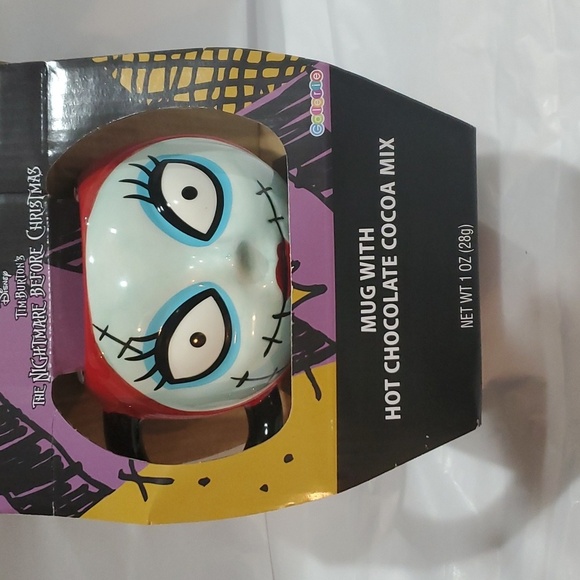 Disney
Tim Burton's
The Nightmare Before Christmas
Galerie
MUG WITH
HOT CHOCOLATE COCOA MIX
NET WT 1 OZ (28g)